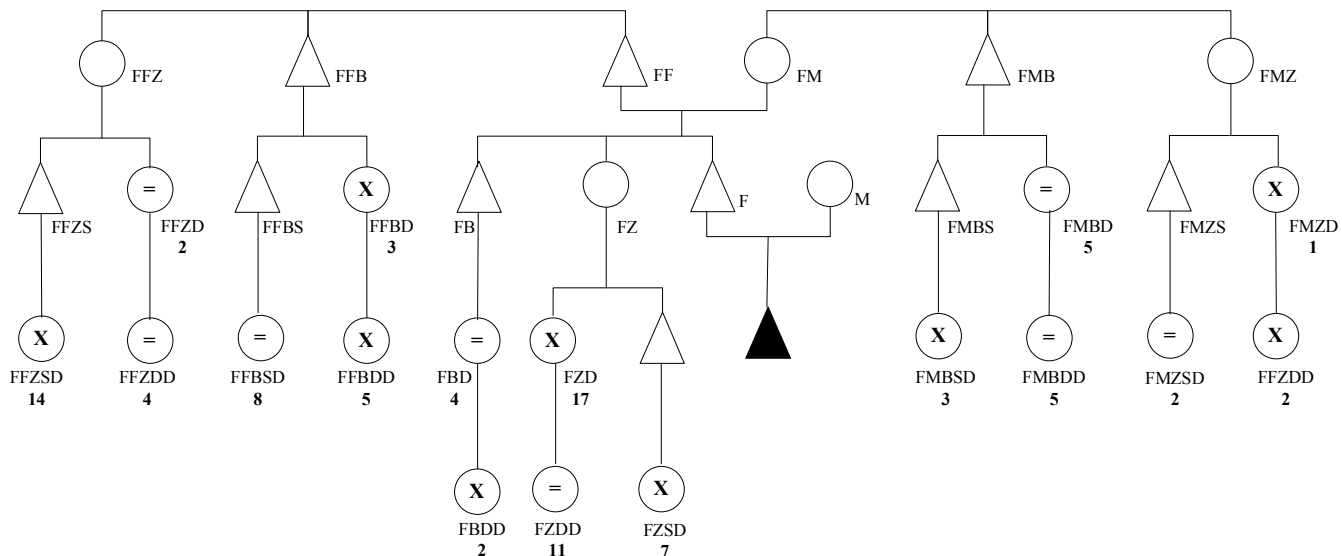 FFZ FFB FF FM FMB FMZ
= X = X
FFZS FFZD FFBS FFBD FB FZ F M FMBS FMBD FMZS FMZD
2 3 5 1
X = = X = X X = = X
FFZSD FFZDD FFBSD FFBDD FBD FZD FMBSD FMBDD FMZSD FFZDD
14 4 8 5 4 17 3 5 2 2
X = X
FBDD FZDD FZSD
2 11 7